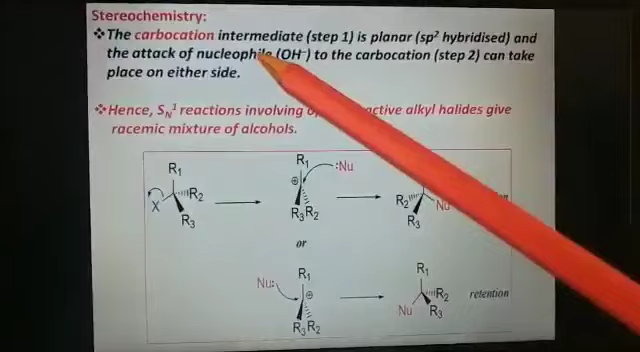 Stereochemistry:
❖The carbocation intermediate (step 1) is planar (sp² hybridised) and
the attack of nucleophile (OH⁻) to the carbocation (step 2) can take
place on either side.
❖Hence, SN¹ reactions involving active alkyl halides give
racemic mixture of alcohols.
R₁
X
R₂
R₃
R₁
⊕
:Nu
R₃R₂
R₂
Nu
R₃
or
Nu:
R₁
⊕
R₃R₂
R₁
R₂
Nu
R₃
retention